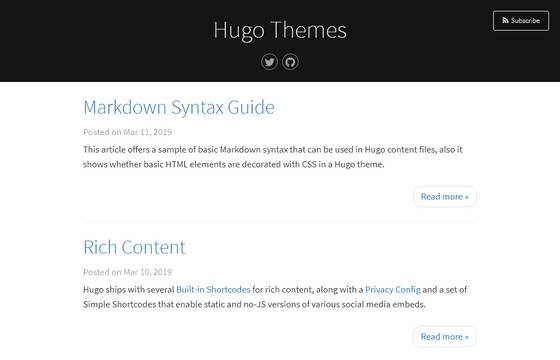 Hugo Themes
Subscribe
Markdown Syntax Guide
Posted on Mar 11, 2019
This article offers a sample of basic Markdown syntax that can be used in Hugo content files, also it
shows whether basic HTML elements are decorated with CSS in a Hugo theme.
Read more »
Rich Content
Posted on Mar 10, 2019
Hugo ships with several Built-in Shortcodes for rich content, along with a Privacy Config and a set of
Simple Shortcodes that enable static and no-JS versions of various social media embeds.
Read more »